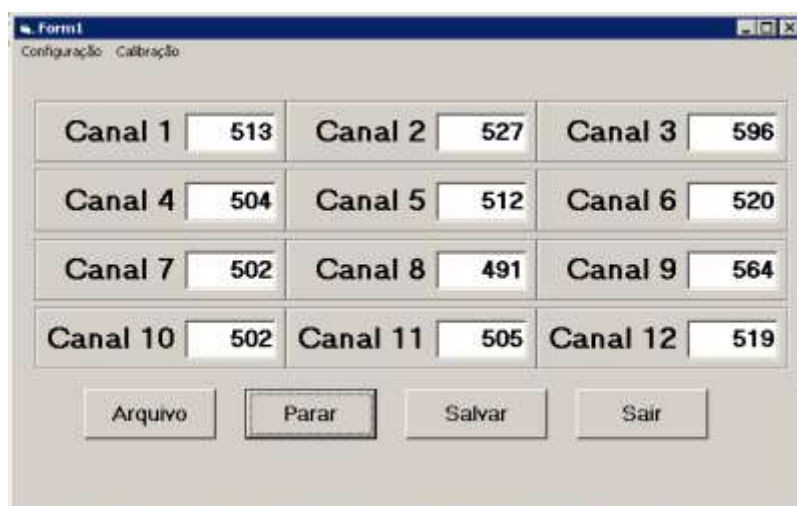 Form1
Configuração Calibração
Canal 1 513 Canal 2 527 Canal 3 596
Canal 4 504 Canal 5 512 Canal 6 520
Canal 7 502 Canal 8 491 Canal 9 564
Canal 10 502 Canal 11 505 Canal 12 519
Arquivo Parar Salvar Sair